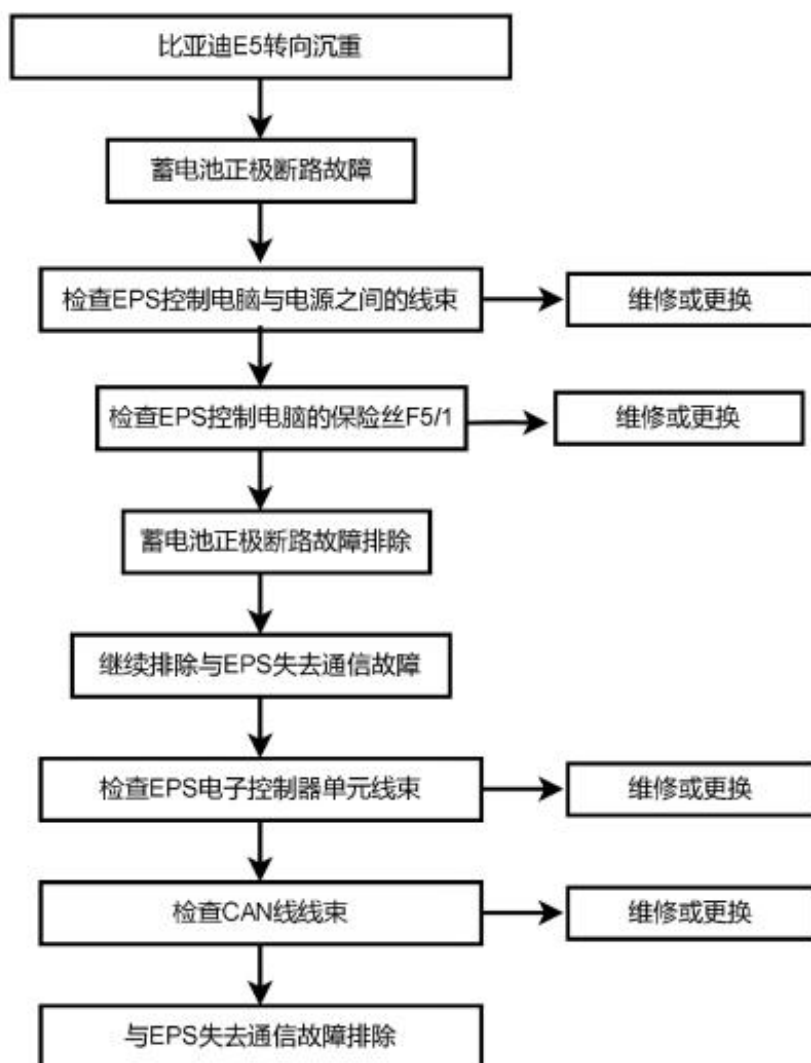 比亚迪E5转向沉重
蓄电池正极断路故障
检查EPS控制电脑与电源之间的线束
维修或更换
检查EPS控制电脑的保险丝F5/1
维修或更换
蓄电池正极断路故障排除
继续排除与EPS失去通信故障
检查EPS电子控制器单元线束
维修或更换
检查CAN线线束
维修或更换
与EPS失去通信故障排除